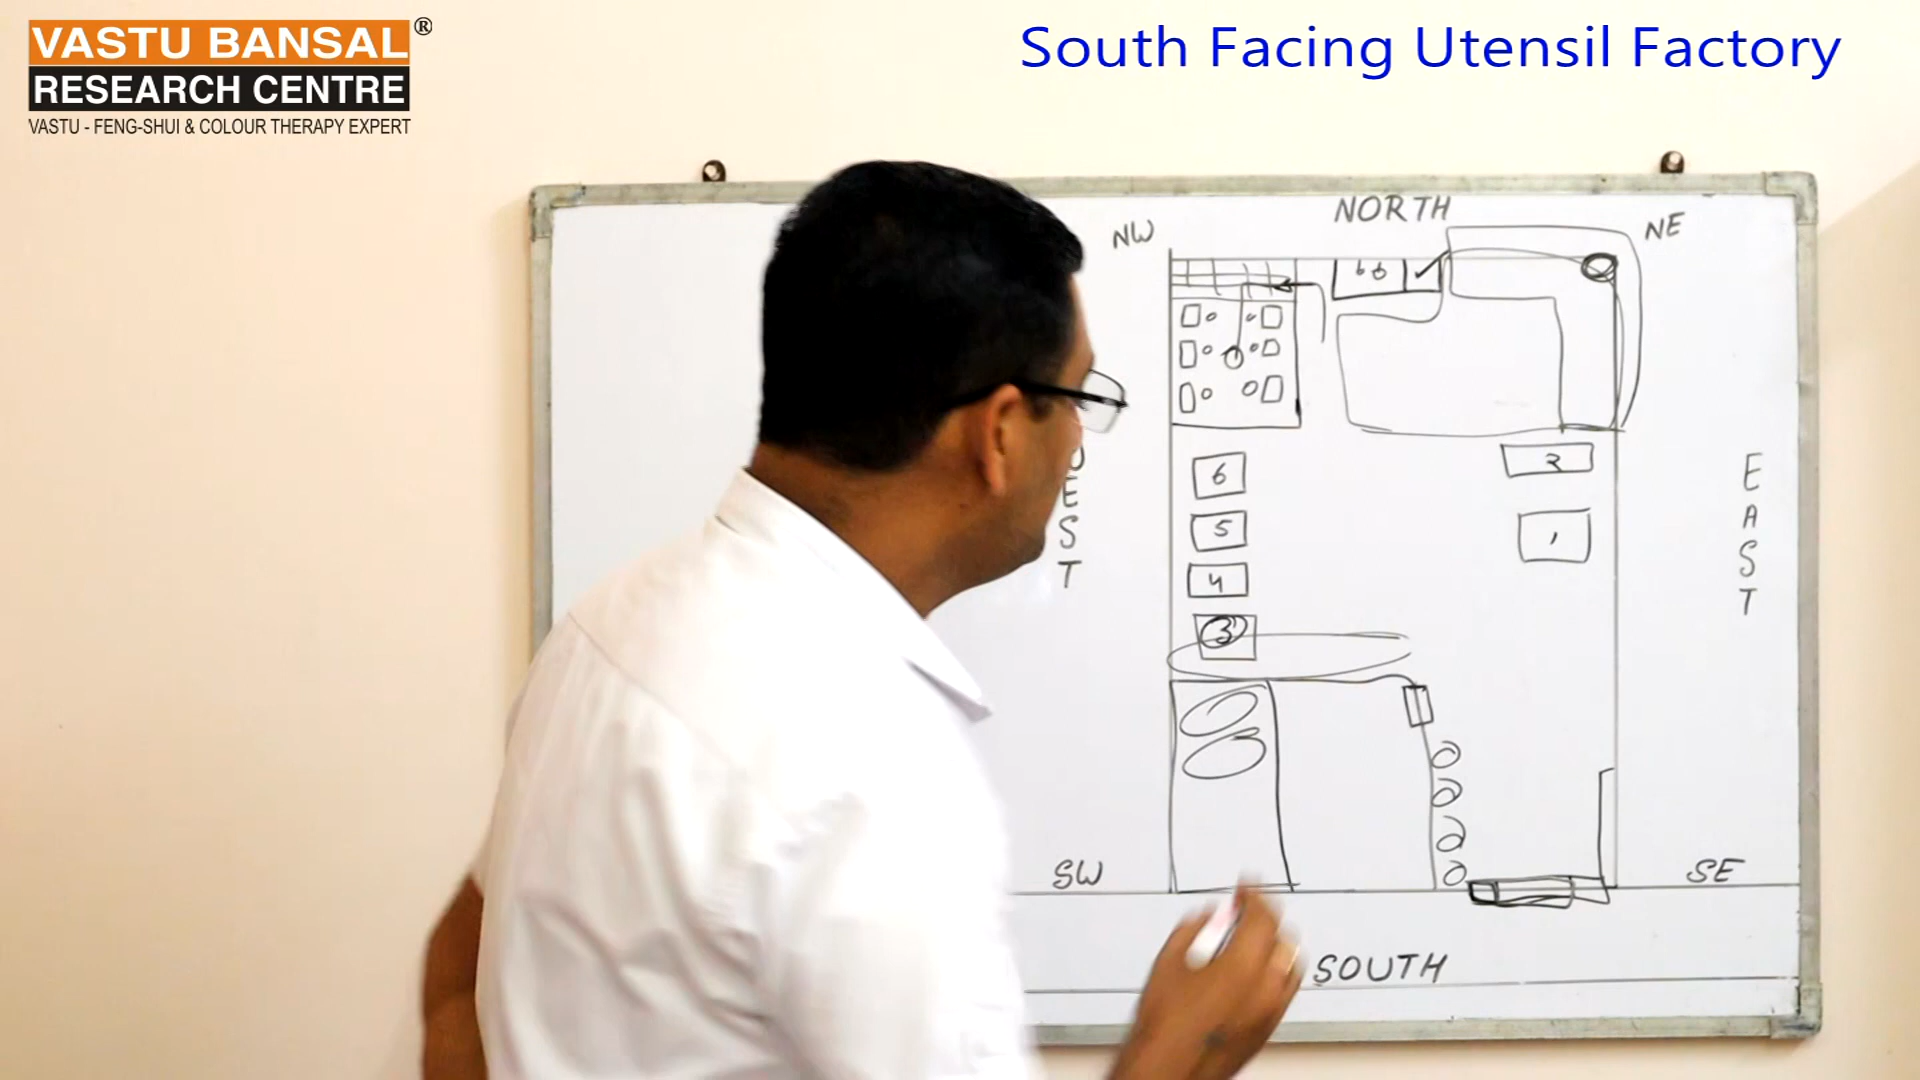 VASTU BANSAL ®
RESEARCH CENTRE
VASTU - FENG-SHUI & COLOUR THERAPY EXPERT
South Facing Utensil Factory
NORTH
NW
NE
6
5
4
3
2
1
EAST
EST
SW
SE
SOUTH